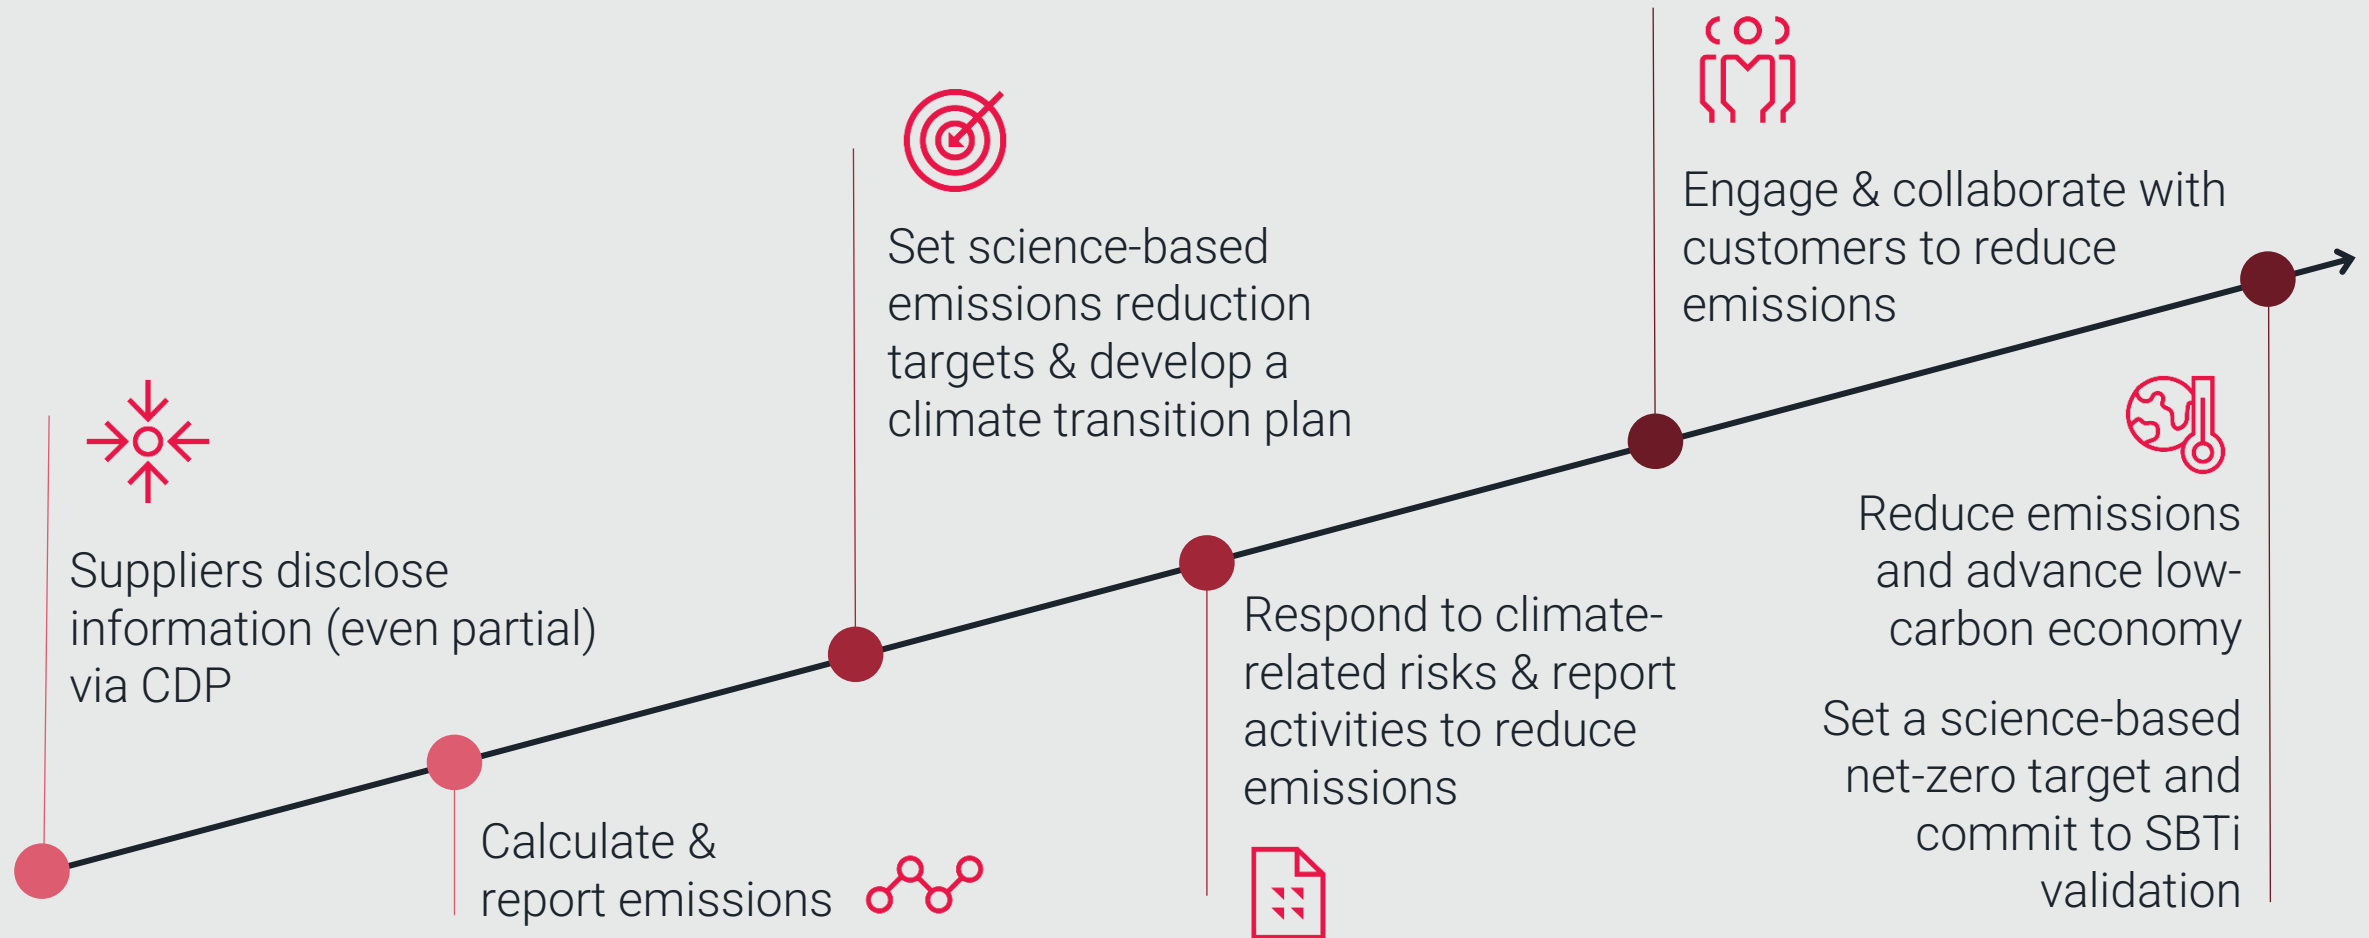 Suppliers disclose
information (even partial)
via CDP
Calculate &
report emissions
Set science-based
emissions reduction
targets & develop a
climate transition plan
Respond to climate-
related risks & report
activities to reduce
emissions
Engage & collaborate with
customers to reduce
emissions
Reduce emissions
and advance low-
carbon economy
Set a science-based
net-zero target and
commit to SBTi
validation